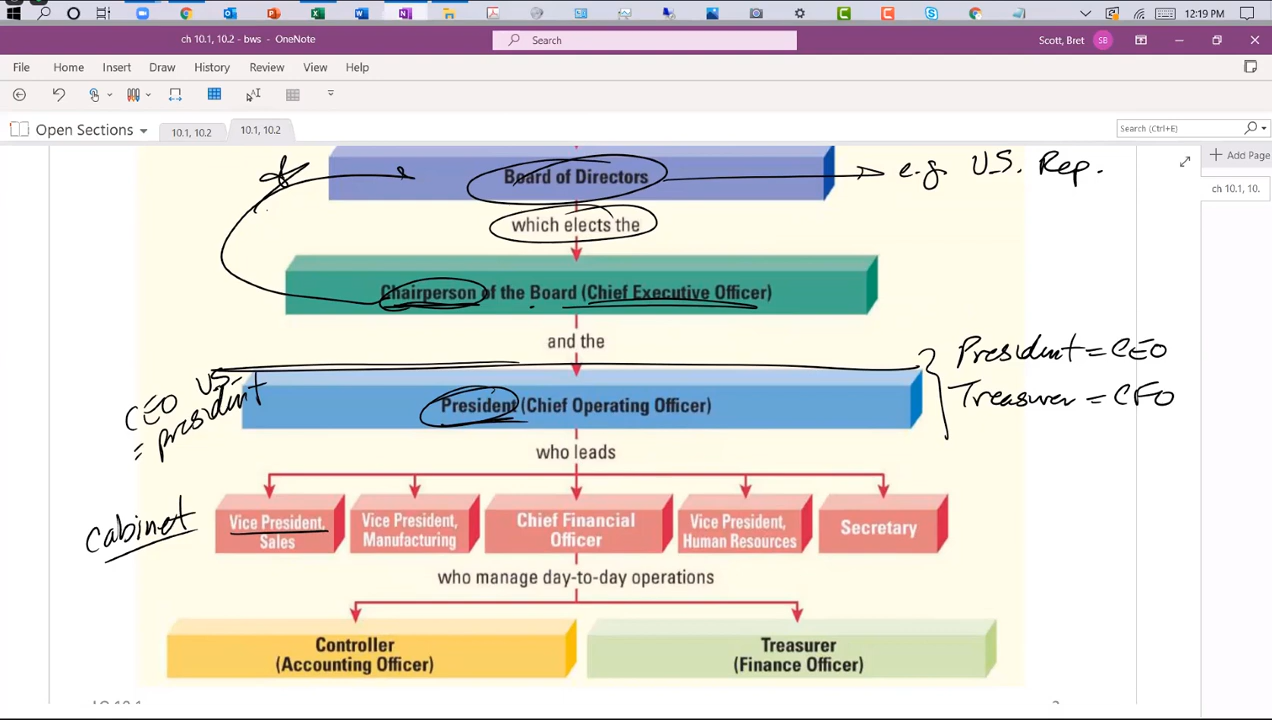 12:19 PM
ch 10.1, 10.2 - bws - OneNote
Search
Scott, Bret
SB
File Home Insert Draw History Review View Help
Open Sections
10.1, 10.2
10.1, 10.2
Search (Ctrl+E)
Add Page
ch 10.1, 10.
Board of Directors
e.g. U.S. Rep.
which elects the
Chairperson of the Board (Chief Executive Officer)
and the
President = CEO
Treasurer = CFO
CEO US
= president
President (Chief Operating Officer)
who leads
cabinet
Vice President,
Sales
Vice President,
Manufacturing
Chief Financial
Officer
Vice President,
Human Resources
Secretary
who manage day-to-day operations
Controller
(Accounting Officer)
Treasurer
(Finance Officer)